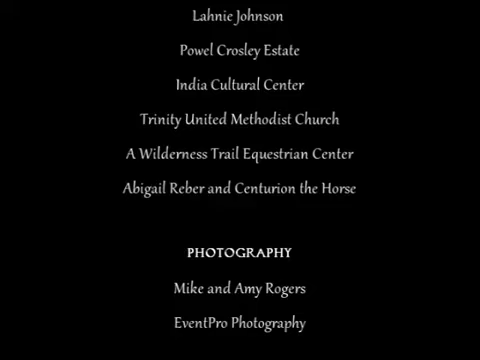 Lahnie Johnson
Powel Crosley Estate
India Cultural Center
Trinity United Methodist Church
A Wilderness Trail Equestrian Center
Abigail Reber and Centurion the Horse
PHOTOGRAPHY
Mike and Amy Rogers
EventPro Photography